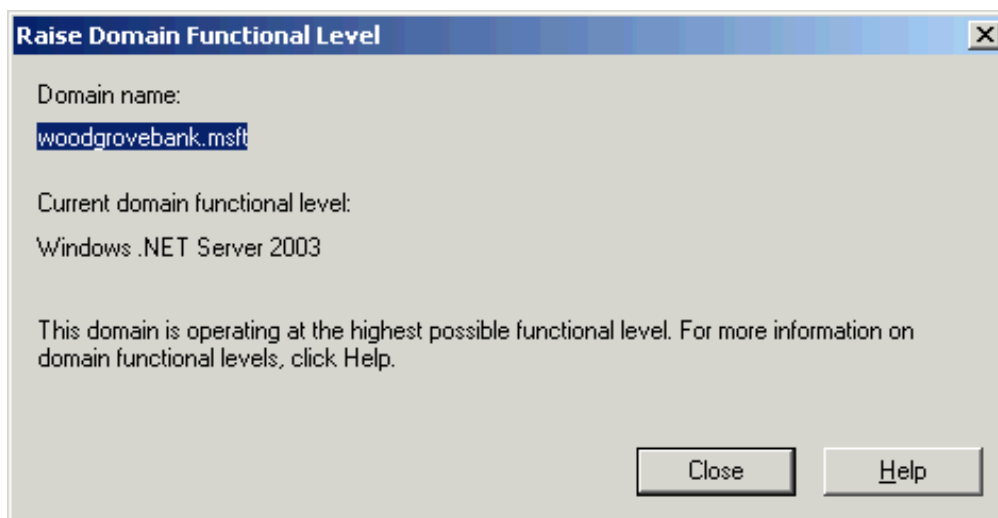 Raise Domain Functional Level
Domain name:
woodgrovebank.msft
Current domain functional level:
Windows .NET Server 2003
This domain is operating at the highest possible functional level. For more information on
domain functional levels, click Help.
Close Help